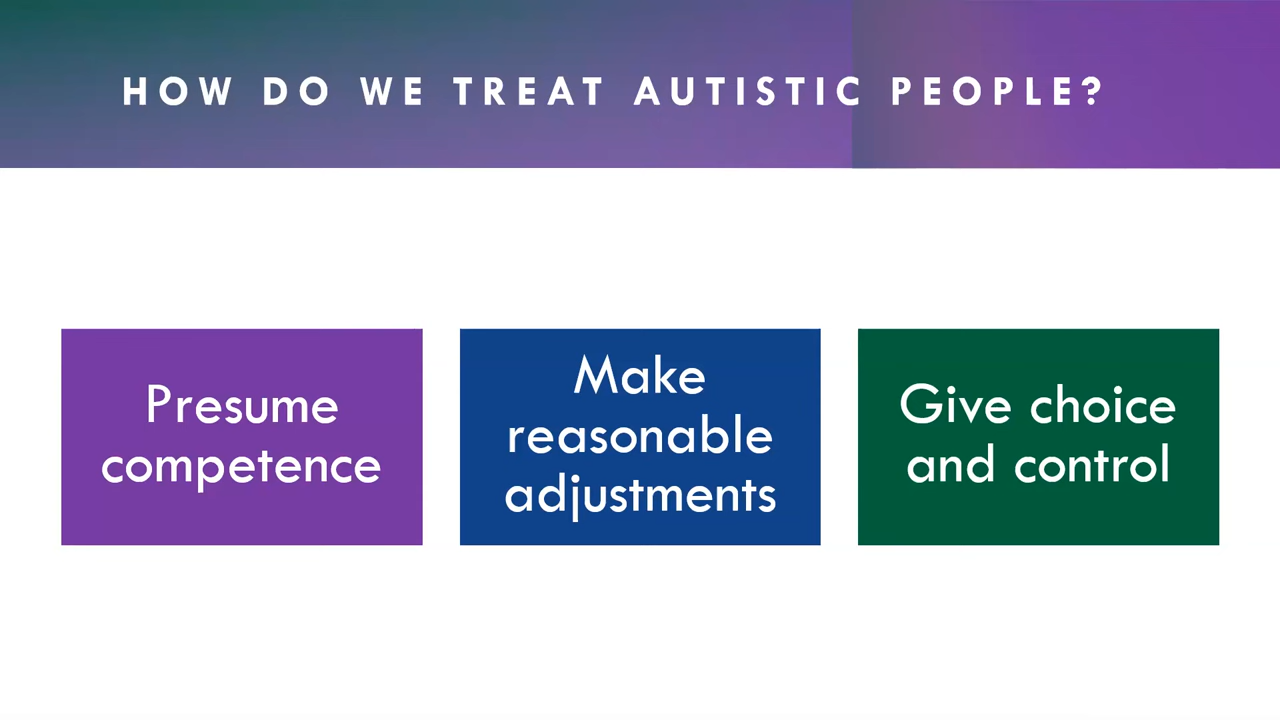 HOW DO WE TREAT AUTISTIC PEOPLE?
Presume
competence
Make
reasonable
adjustments
Give choice
and control